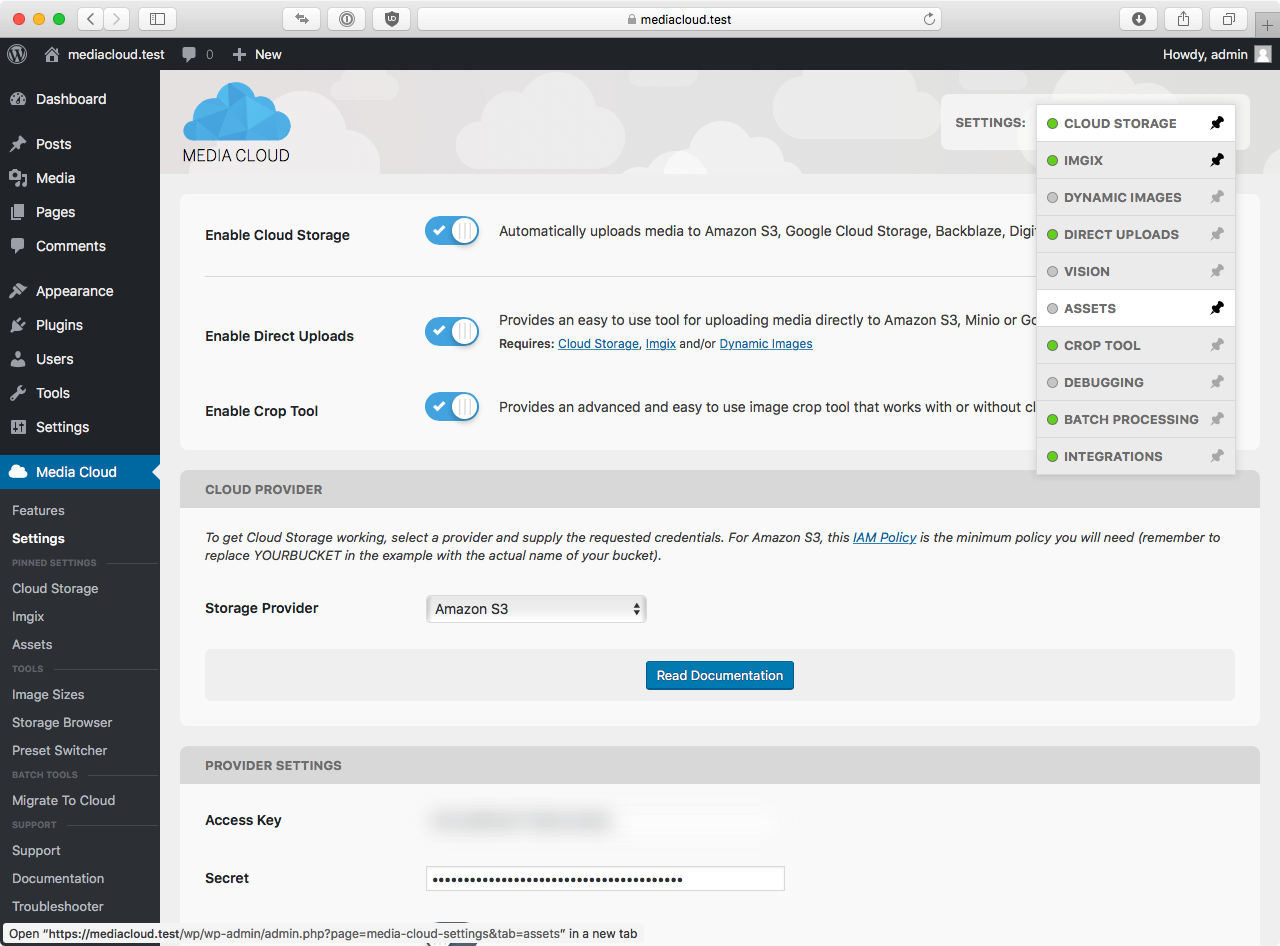 mediacloud.test
mediacloud.test
0
New
Howdy, admin
Dashboard
Posts
Media
Pages
Comments
Appearance
Plugins
Users
Tools
Settings
Media Cloud
Features
Settings
PINNED SETTINGS
Cloud Storage
Imgix
Assets
TOOLS
Image Sizes
Storage Browser
Preset Switcher
BATCH TOOLS
Migrate To Cloud
SUPPORT
Support
Documentation
Troubleshooter
MEDIA CLOUD
SETTINGS:
CLOUD STORAGE
IMGIX
DYNAMIC IMAGES
DIRECT UPLOADS
VISION
ASSETS
CROP TOOL
DEBUGGING
BATCH PROCESSING
INTEGRATIONS
Enable Cloud Storage
Automatically uploads media to Amazon S3, Google Cloud Storage, Backblaze,
Enable Direct Uploads
Provides an easy to use tool for uploading media directly to Amazon S3, Minio or
Requires: Cloud Storage, Imgix and/or Dynamic Images
Enable Crop Tool
Provides an advanced and easy to use image crop tool that works with or without
CLOUD PROVIDER
To get Cloud Storage working, select a provider and supply the requested credentials. For Amazon S3, this IAM Policy is the minimum policy you will need (remember to
replace YOURBUCKET in the example with the actual name of your bucket).
Storage Provider
Amazon S3
Read Documentation
PROVIDER SETTINGS
Access Key
Secret
Open “https://mediacloud.test/wp/wp-admin/admin.php?page=media-cloud-settings&tab=assets” in a new tab